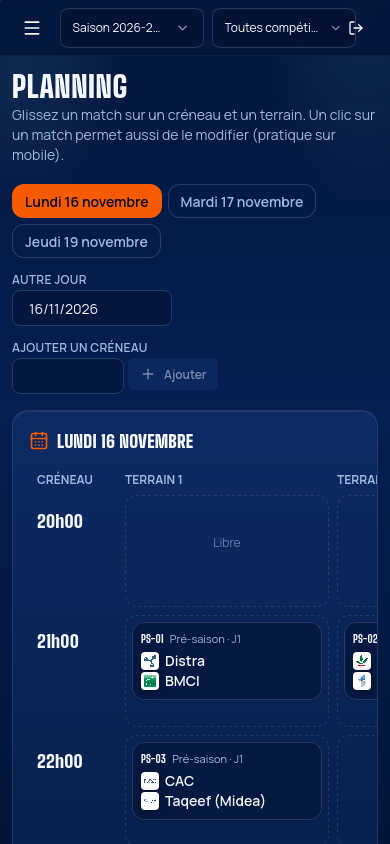 Saison 2026-2...
Toutes compéti...
PLANNING
Glissez un match sur un créneau et un terrain. Un clic sur
un match permet aussi de le modifier (pratique sur
mobile).
Lundi 16 novembre
Mardi 17 novembre
Jeudi 19 novembre
AUTRE JOUR
16/11/2026
AJOUTER UN CRÉNEAU
+ Ajouter
LUNDI 16 NOVEMBRE
CRÉNEAU TERRAIN 1 TERRAI
20h00
Libre
21h00
PS-01 Pré-saison · J1
PS-02
Distra
BMCI
22h00
PS-03 Pré-saison · J1
CAC
Taqeef (Midea)